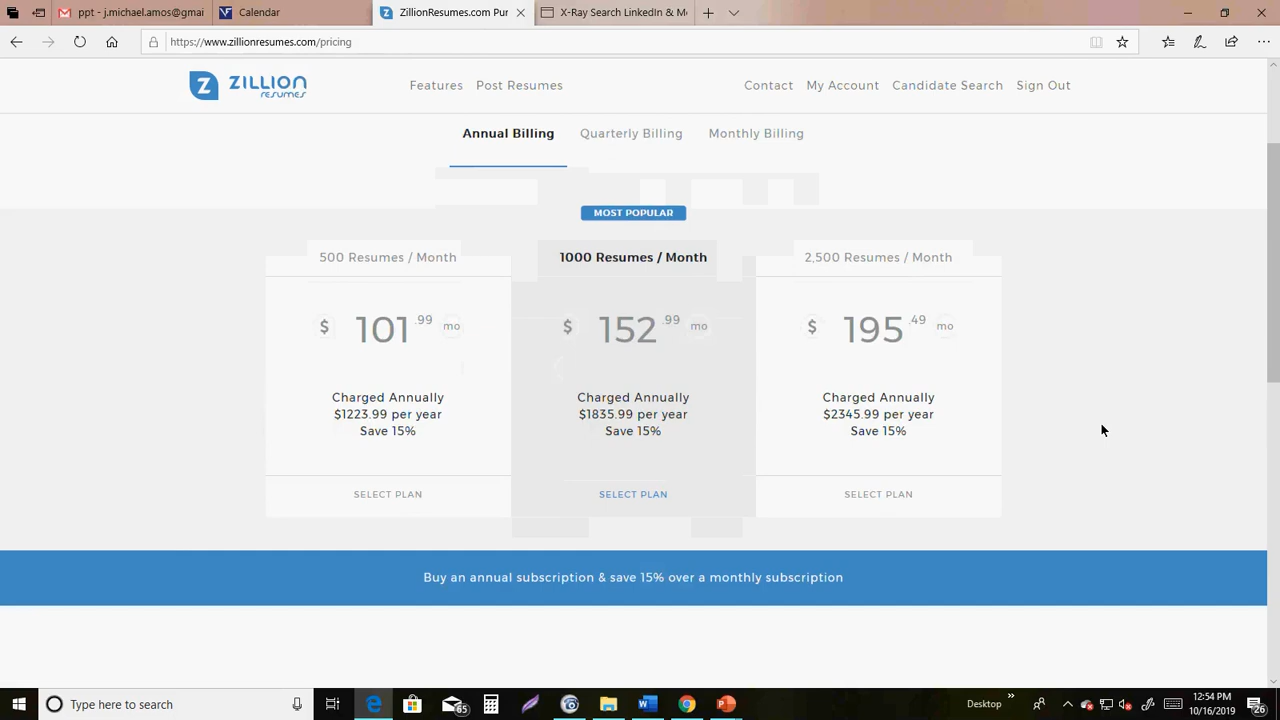 ppt - j.michael.amos@gmai
Calendar
ZillionResumes.com Pur
X-Ray Search LinkedIn & Mo
https://www.zillionresumes.com/pricing
ZILLION
resumes
Features
Post Resumes
Contact
My Account
Candidate Search
Sign Out
Annual Billing
Quarterly Billing
Monthly Billing
MOST POPULAR
500 Resumes / Month
$ 101 .99 mo
Charged Annually
$1223.99 per year
Save 15%
SELECT PLAN
1000 Resumes / Month
$ 152 .99 mo
Charged Annually
$1835.99 per year
Save 15%
SELECT PLAN
2,500 Resumes / Month
$ 195 .49 mo
Charged Annually
$2345.99 per year
Save 15%
SELECT PLAN
Buy an annual subscription & save 15% over a monthly subscription
Type here to search
65
Desktop
12:54 PM
10/16/2019
26